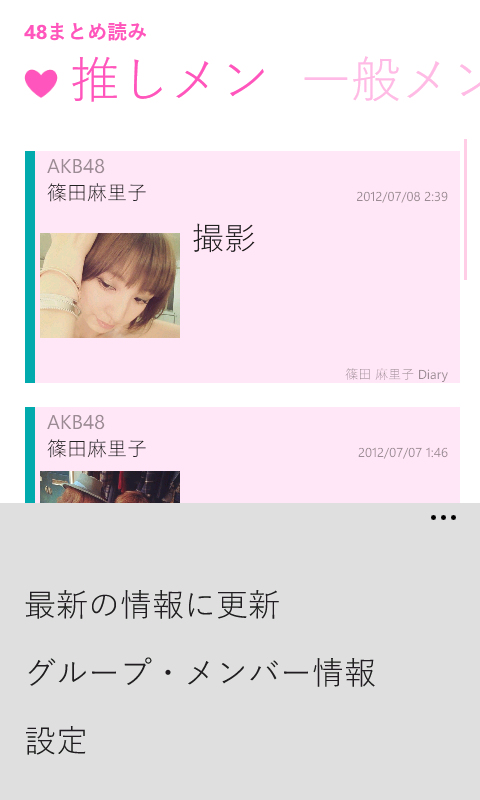 48まとめ読み
推しメン 一般メン
AKB48
篠田麻里子
2012/07/08 2:39
撮影
篠田 麻里子 Diary
AKB48
篠田麻里子
2012/07/07 1:46
最新の情報に更新
グループ・メンバー情報
設定